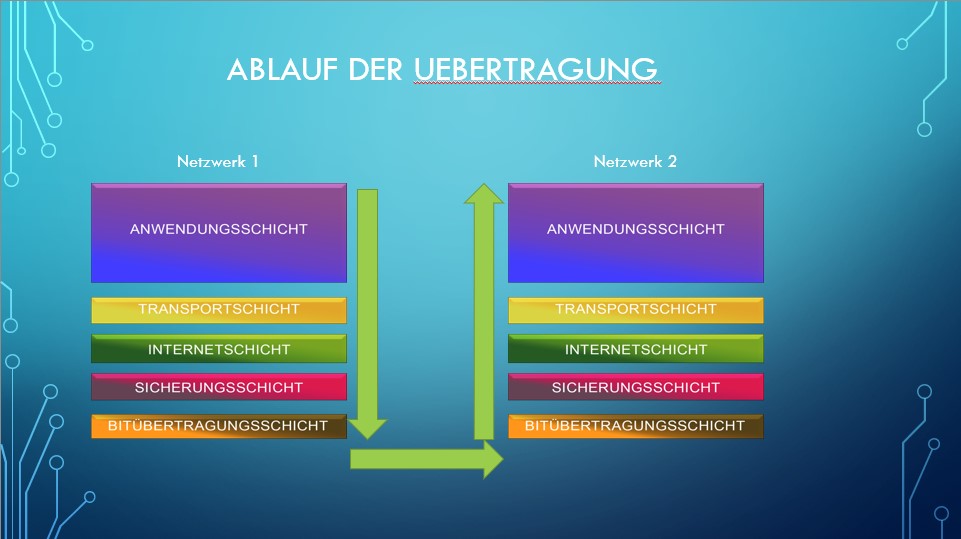 ABLAUF DER UEBERTRAGUNG
Netzwerk 1
ANWENDUNGSSCHICHT
TRANSPORTSCHICHT
INTERNETSCHICHT
SICHERUNGSSCHICHT
BITÜBERTRAGUNGSSCHICHT
Netzwerk 2
ANWENDUNGSSCHICHT
TRANSPORTSCHICHT
INTERNETSCHICHT
SICHERUNGSSCHICHT
BITÜBERTRAGUNGSSCHICHT